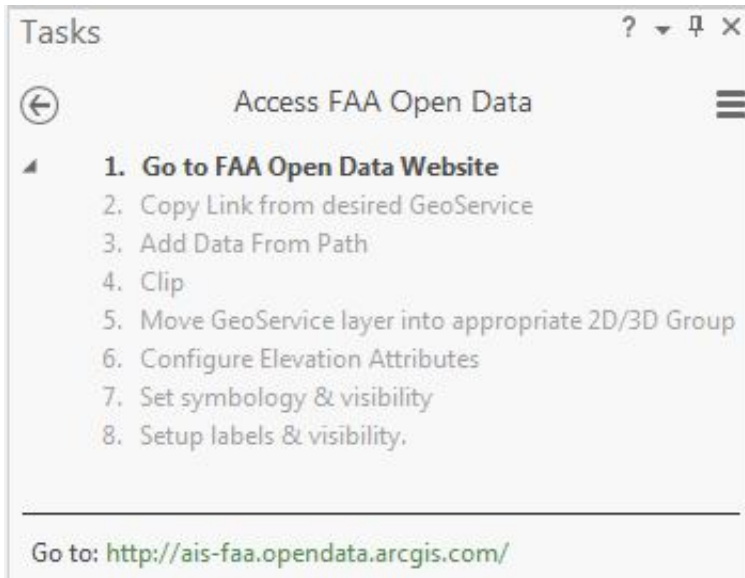 Tasks ?
Access FAA Open Data
1. Go to FAA Open Data Website
2. Copy Link from desired GeoService
3. Add Data From Path
4. Clip
5. Move GeoService layer into appropriate 2D/3D Group
6. Configure Elevation Attributes
7. Set symbology & visibility
8. Setup labels & visibility.
Go to: http://ais-faa.opendata.arcgis.com/